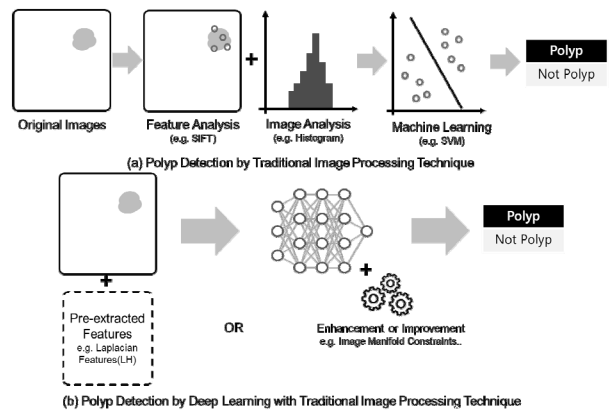 Polyp
Not Polyp
Original Images
Feature Analysis
(e.g. SIFT)
Image Analysis
(e.g. Histogram)
Machine Learning
(e.g. SVM)
(a) Polyp Detection by Traditional Image Processing Technique
Polyp
Not Polyp
Pre-extracted
Features
e.g. Laplacian
Features(LH)
OR
Enhancement or Improvement
e.g. Image Manifold Constraints..
(b) Polyp Detection by Deep Learning with Traditional Image Processing Technique